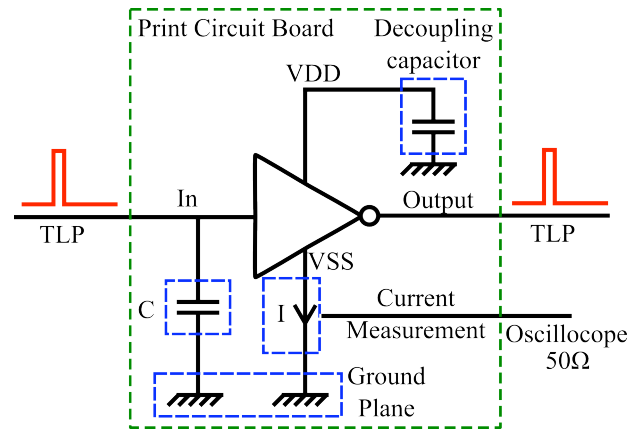 Print Circuit Board
Decoupling
capacitor
VDD
In
Output
TLP
TLP
VSS
C
I
Current
Measurement
Oscillocope
50Ω
Ground
Plane